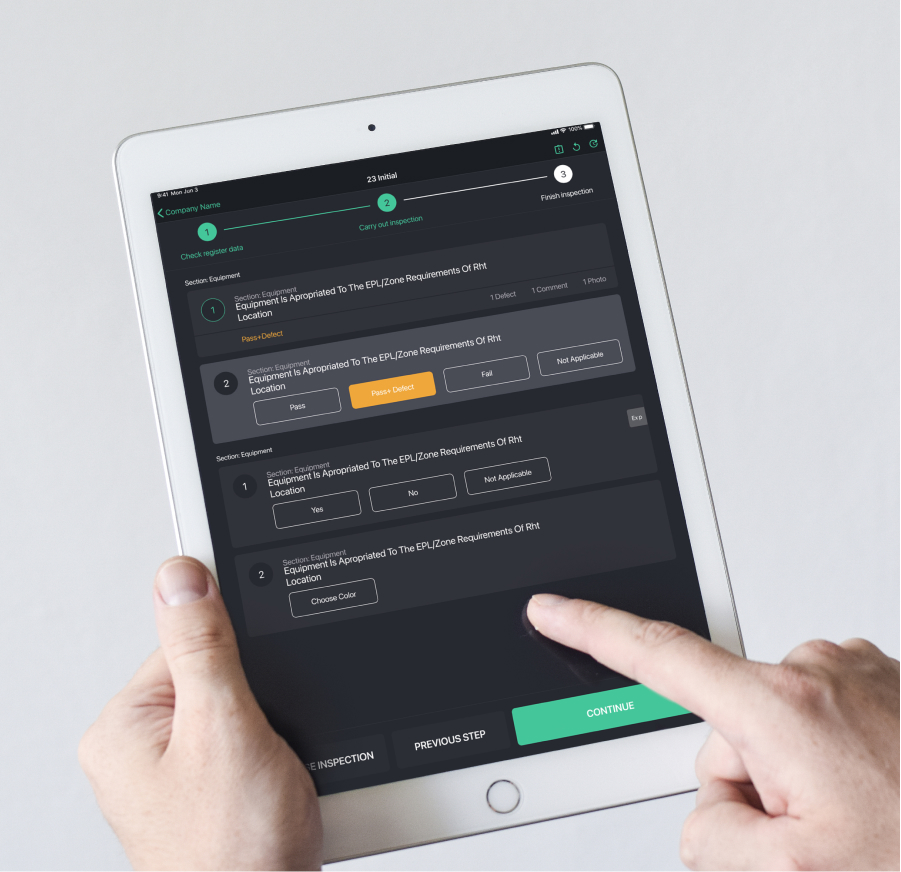 9:41 Mon Jun 3
100%
Company Name
23 Initial
1
2
3
Check register data
Carry out inspection
Finish Inspection
Section: Equipment
1
Section: Equipment
Equipment Is Apropriated To The EPL/Zone Requirements Of Rht
Location
Pass+Defect
1 Defect
1 Comment
1 Photo
2
Section: Equipment
Equipment Is Apropriated To The EPL/Zone Requirements Of Rht
Location
Pass
Pass+ Defect
Fail
Not Applicable
Section: Equipment
Ex p
1
Section: Equipment
Equipment Is Apropriated To The EPL/Zone Requirements Of Rht
Location
Yes
No
Not Applicable
2
Section: Equipment
Equipment Is Apropriated To The EPL/Zone Requirements Of Rht
Location
Choose Color
E INSPECTION
PREVIOUS STEP
CONTINUE